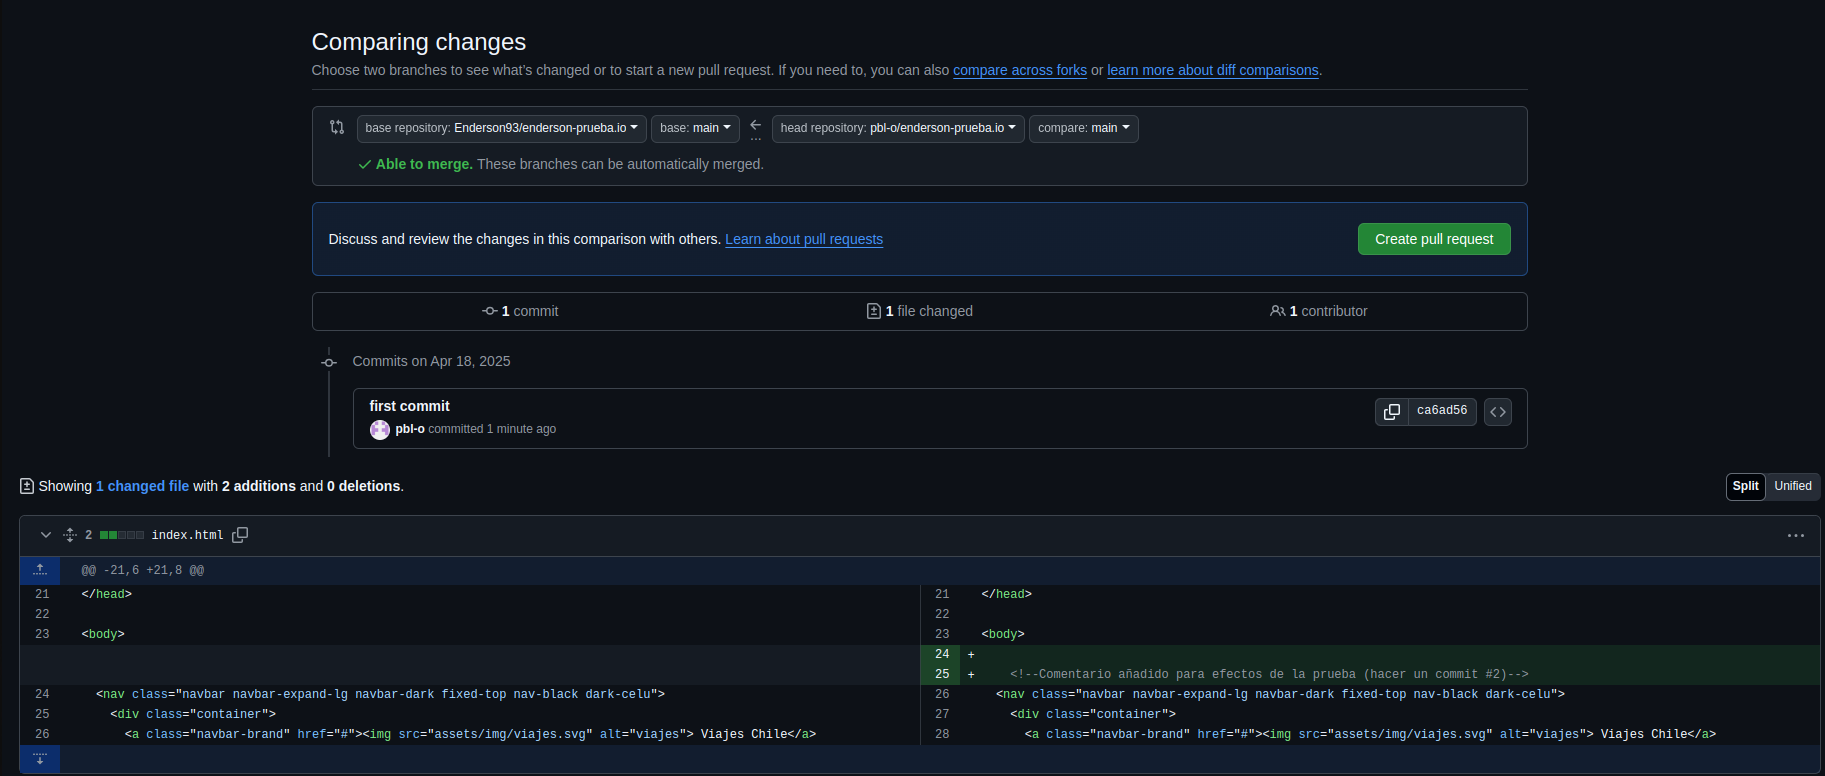 Comparing changes
Choose two branches to see what's changed or to start a new pull request. If you need to, you can also compare across forks or learn more about diff comparisons.
base repository: Enderson93/enderson-prueba.io base: main ... head repository: pbl-o/enderson-prueba.io compare: main
Able to merge. These branches can be automatically merged.
Discuss and review the changes in this comparison with others. Learn about pull requests Create pull request
1 commit 1 file changed 1 contributor
Commits on Apr 18, 2025
first commit
ca6ad56
pbl-o committed 1 minute ago
Showing 1 changed file with 2 additions and 0 deletions.
Split Unified
2 index.html
@@ -21,6 +21,8 @@
21 </head> 21 </head>
22 22
23 <body> 23 <body>
24 +
25 + <!--Comentario añadido para efectos de la prueba (hacer un commit #2)-->
24 <nav class="navbar navbar-expand-lg navbar-dark fixed-top nav-black dark-celu"> 26 <nav class="navbar navbar-expand-lg navbar-dark fixed-top nav-black dark-celu">
25 <div class="container"> 27 <div class="container">
26 <a class="navbar-brand" href="#"><img src="assets/img/viajes.svg" alt="viajes"> Viajes Chile</a> 28 <a class="navbar-brand" href="#"><img src="assets/img/viajes.svg" alt="viajes"> Viajes Chile</a>